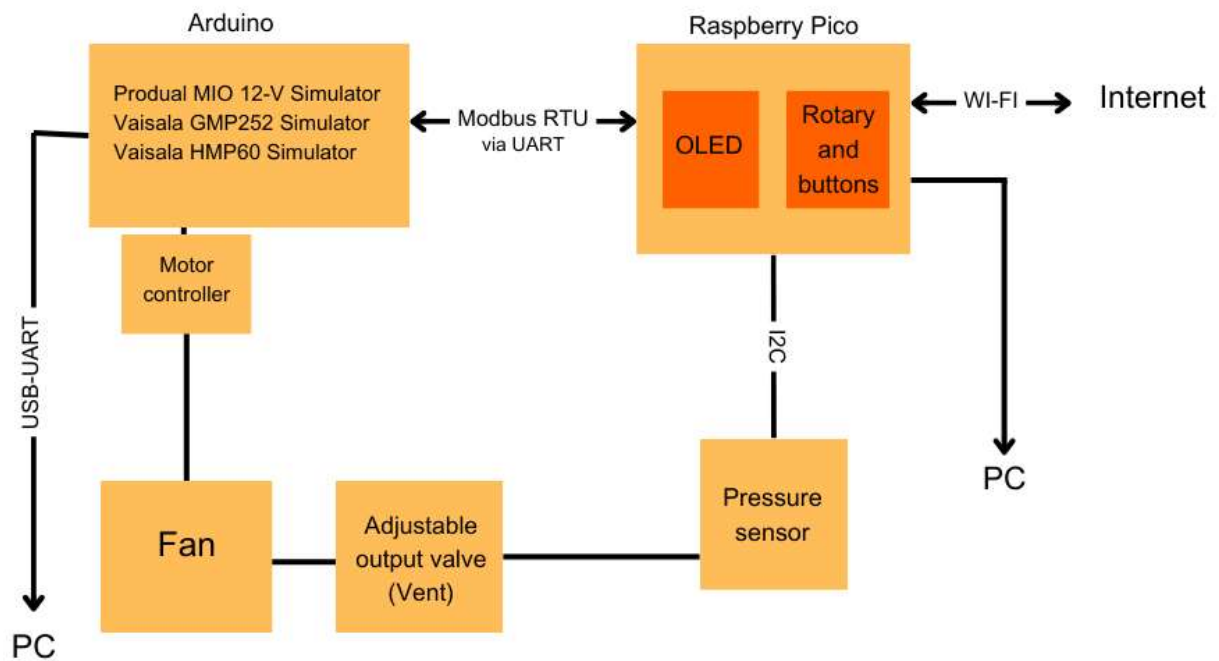 Arduino
Produal MIO 12-V Simulator
Vaisala GMP252 Simulator
Vaisala HMP60 Simulator
Modbus RTU
via UART
Raspberry Pico
OLED
Rotary
and
buttons
WI-FI
Internet
Motor
controller
USB-UART
I2C
PC
Fan
Adjustable
output valve
(Vent)
Pressure
sensor
PC